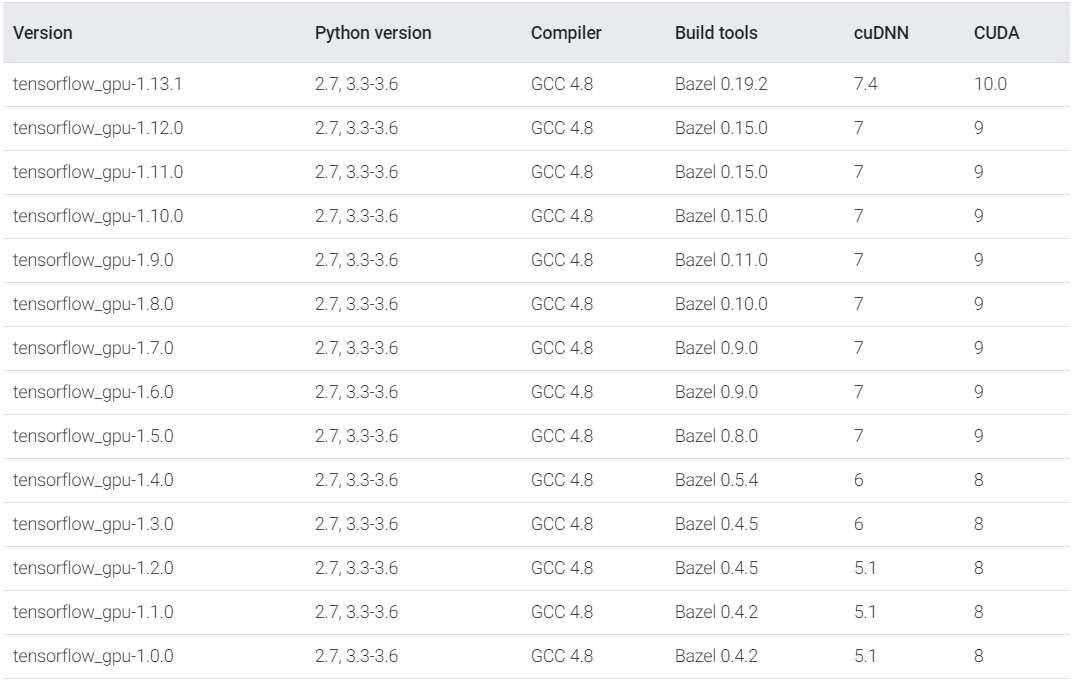 Version Python version Compiler Build tools cuDNN CUDA
tensorflow_gpu-1.13.1 2.7, 3.3-3.6 GCC 4.8 Bazel 0.19.2 7.4 10.0
tensorflow_gpu-1.12.0 2.7, 3.3-3.6 GCC 4.8 Bazel 0.15.0 7 9
tensorflow_gpu-1.11.0 2.7, 3.3-3.6 GCC 4.8 Bazel 0.15.0 7 9
tensorflow_gpu-1.10.0 2.7, 3.3-3.6 GCC 4.8 Bazel 0.15.0 7 9
tensorflow_gpu-1.9.0 2.7, 3.3-3.6 GCC 4.8 Bazel 0.11.0 7 9
tensorflow_gpu-1.8.0 2.7, 3.3-3.6 GCC 4.8 Bazel 0.10.0 7 9
tensorflow_gpu-1.7.0 2.7, 3.3-3.6 GCC 4.8 Bazel 0.9.0 7 9
tensorflow_gpu-1.6.0 2.7, 3.3-3.6 GCC 4.8 Bazel 0.9.0 7 9
tensorflow_gpu-1.5.0 2.7, 3.3-3.6 GCC 4.8 Bazel 0.8.0 7 9
tensorflow_gpu-1.4.0 2.7, 3.3-3.6 GCC 4.8 Bazel 0.5.4 6 8
tensorflow_gpu-1.3.0 2.7, 3.3-3.6 GCC 4.8 Bazel 0.4.5 6 8
tensorflow_gpu-1.2.0 2.7, 3.3-3.6 GCC 4.8 Bazel 0.4.5 5.1 8
tensorflow_gpu-1.1.0 2.7, 3.3-3.6 GCC 4.8 Bazel 0.4.2 5.1 8
tensorflow_gpu-1.0.0 2.7, 3.3-3.6 GCC 4.8 Bazel 0.4.2 5.1 8